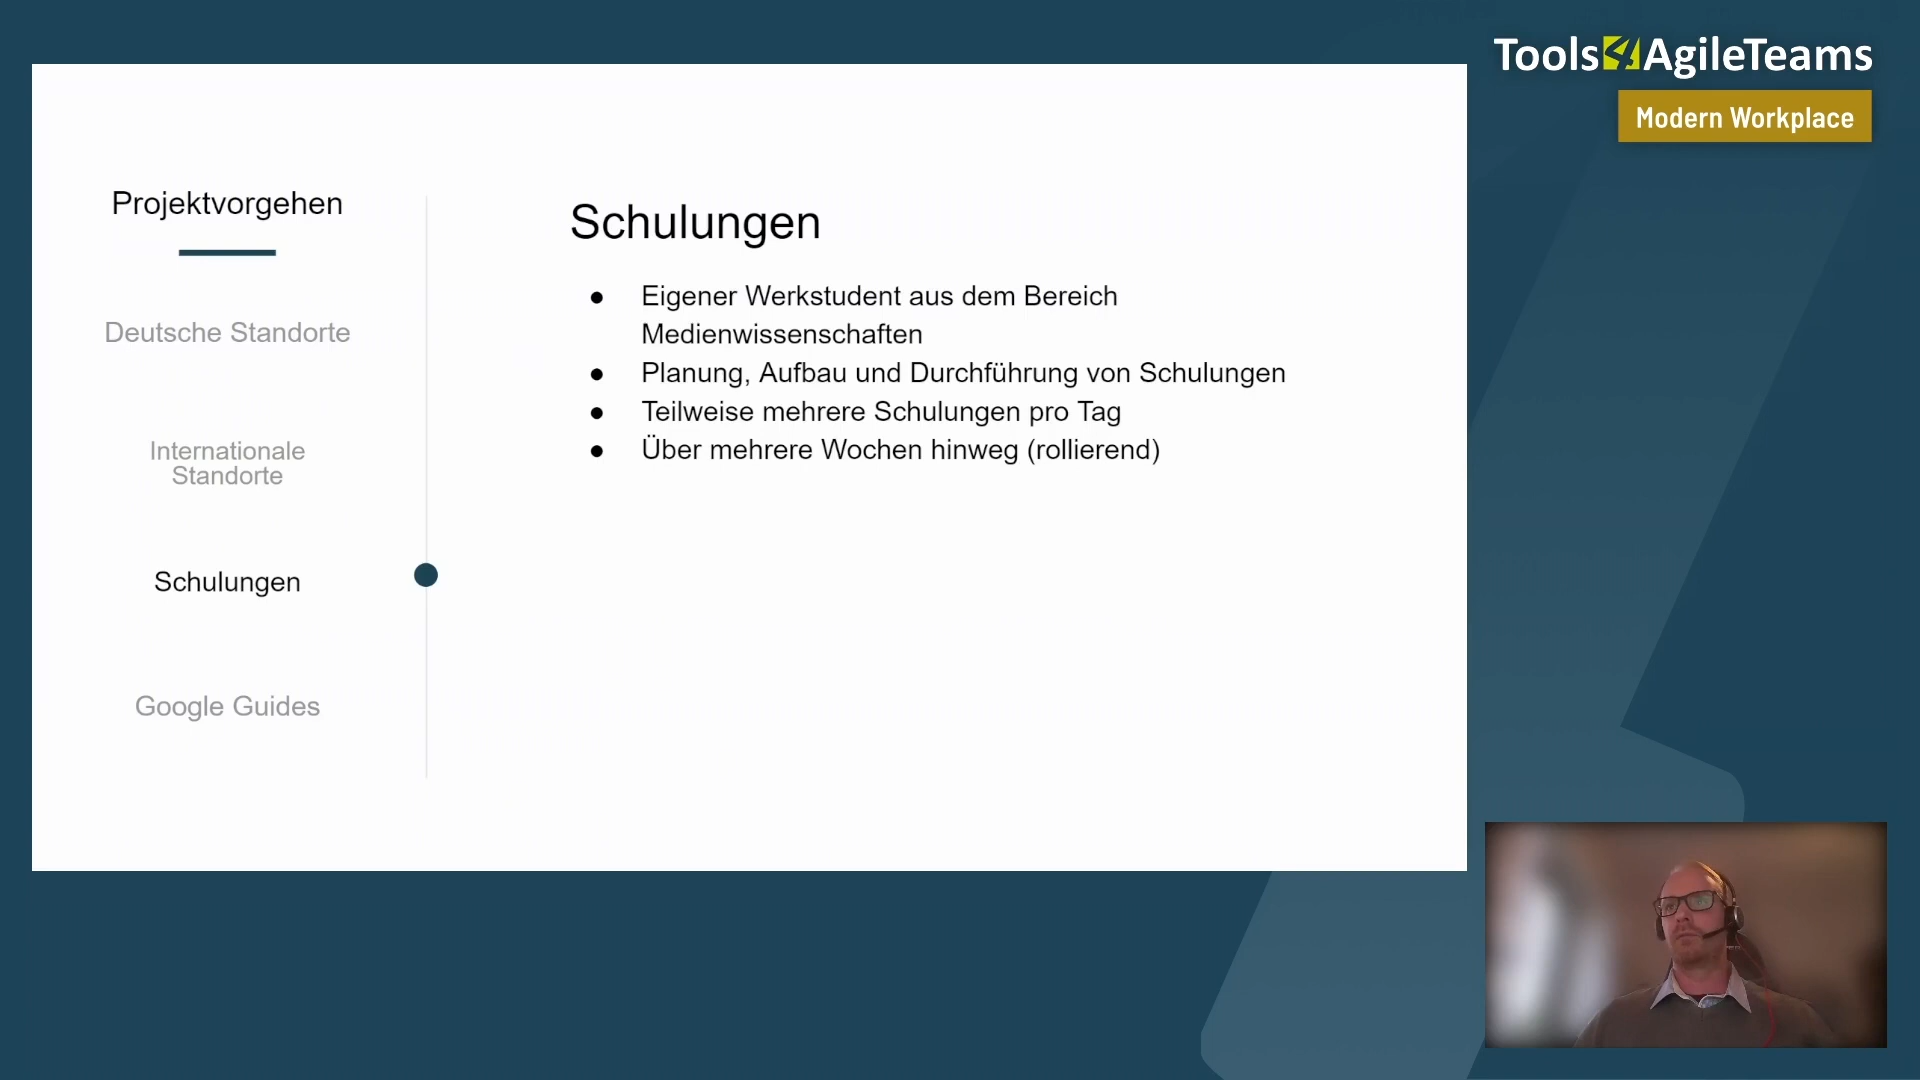 Tools4AgileTeams
Modern Workplace
Projektvorgehen
Deutsche Standorte
Internationale
Standorte
Schulungen
Google Guides
Schulungen
● Eigener Werkstudent aus dem Bereich
Medienwissenschaften
● Planung, Aufbau und Durchführung von Schulungen
● Teilweise mehrere Schulungen pro Tag
● Über mehrere Wochen hinweg (rollierend)